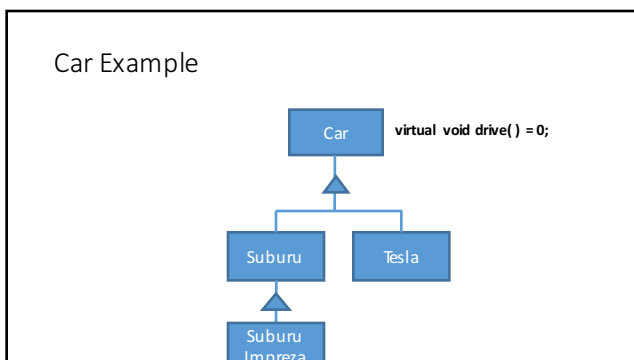 Car Example
Car
virtual void drive( ) = 0;
Suburu
Tesla
Suburu
Impreza